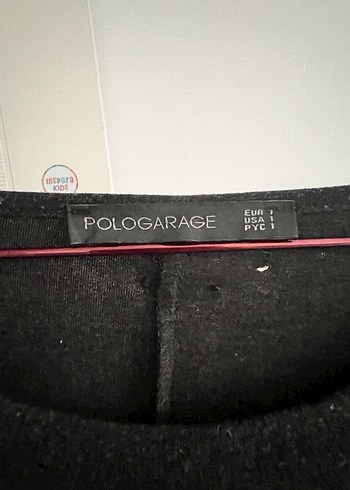 inspera
KIDS
POLOGARAGE
EUR 1
USA 1
PYC 1